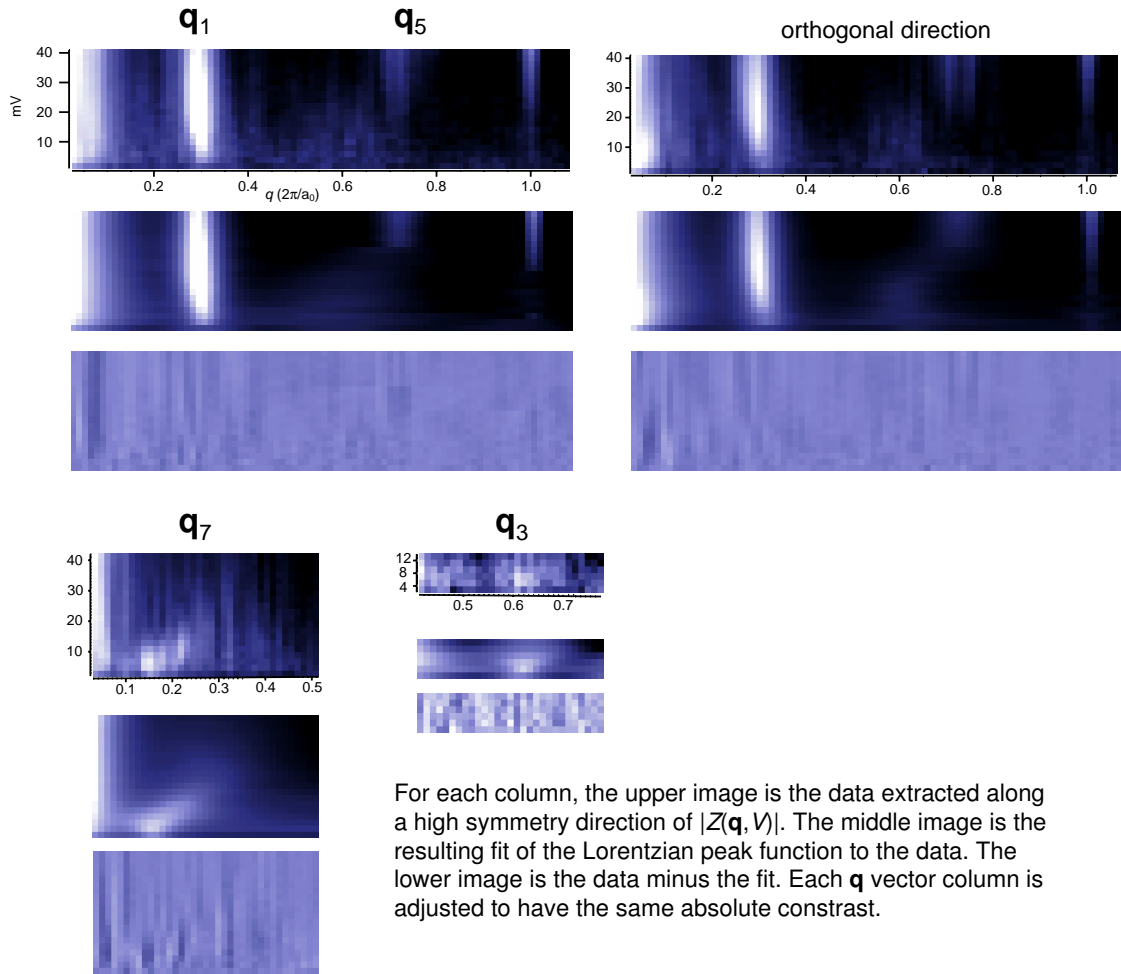 q1 q5
orthogonal direction
40
30
20
10
mV
0.2 0.4 0.6 0.8 1.0
q (2π/a0)
40
30
20
10
0.2 0.4 0.6 0.8 1.0
q7
40
30
20
10
0.1 0.2 0.3 0.4 0.5
q3
12
8
4
0.5 0.6 0.7
For each column, the upper image is the data extracted along
a high symmetry direction of |Z(q,V)|. The middle image is the
resulting fit of the Lorentzian peak function to the data. The
lower image is the data minus the fit. Each q vector column is
adjusted to have the same absolute constrast.